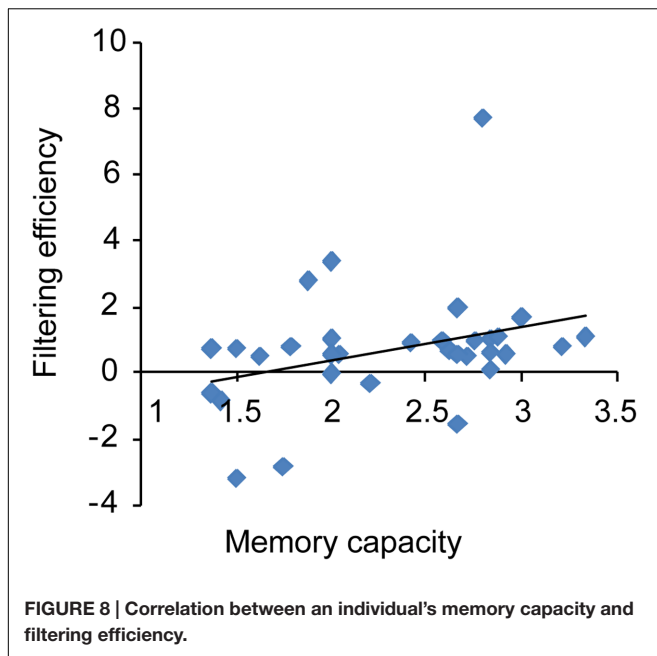 10
8
6
4
2
0
-2
-4
Filtering efficiency
1 1.5 2 2.5 3 3.5
Memory capacity
FIGURE 8 | Correlation between an individual’s memory capacity and
filtering efficiency.